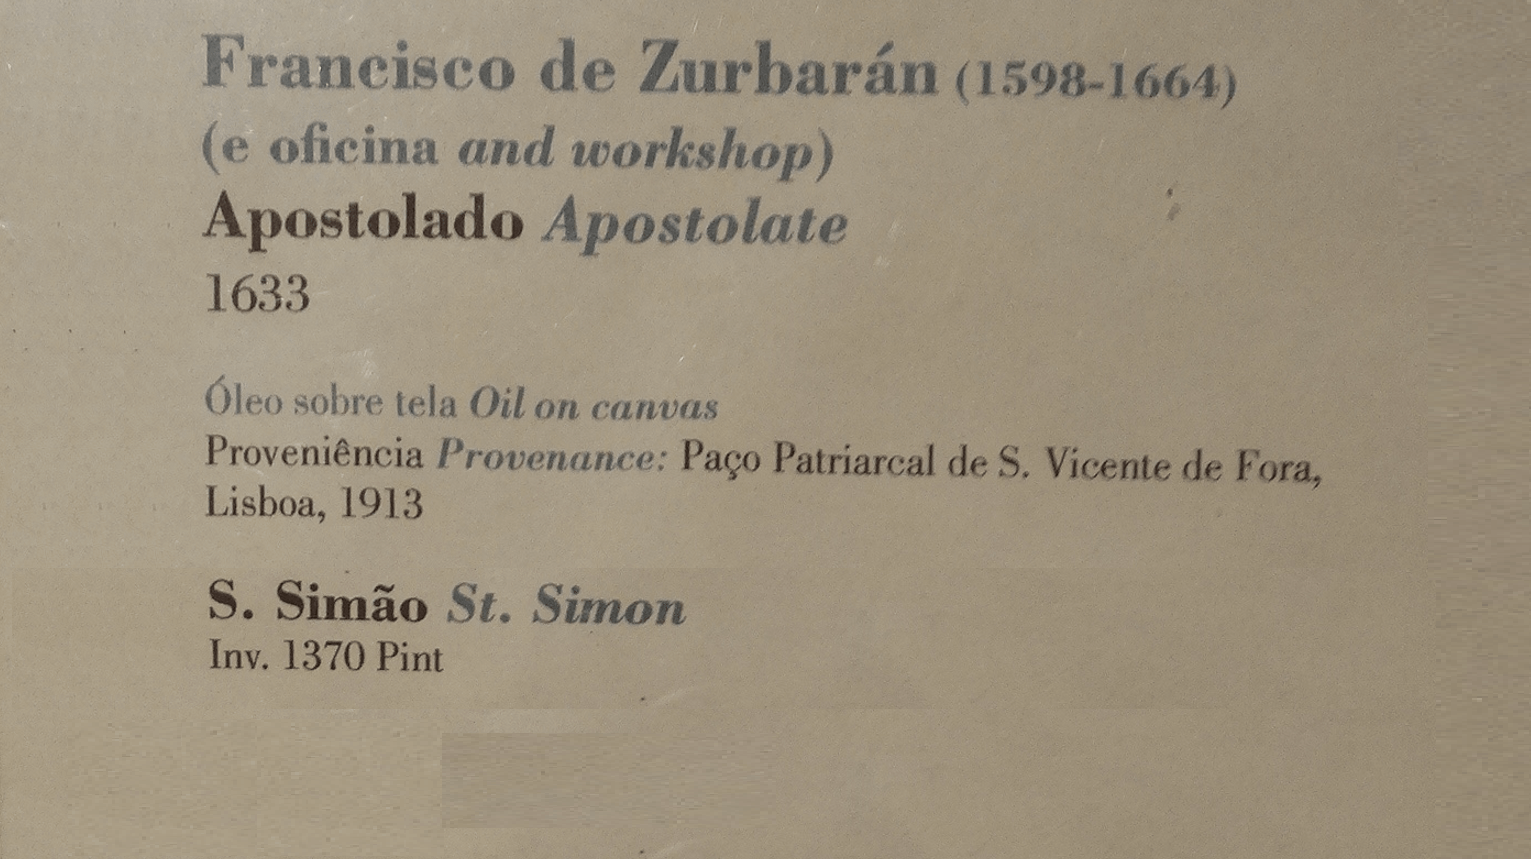 Francisco de Zurbarán (1598-1664)
(e oficina and workshop)
Apostolado Apostolate
1633
Óleo sobre tela Oil on canvas
Proveniência Provenance: Paço Patriarcal de S. Vicente de Fora,
Lisboa, 1913
S. Simão St. Simon
Inv. 1370 Pint